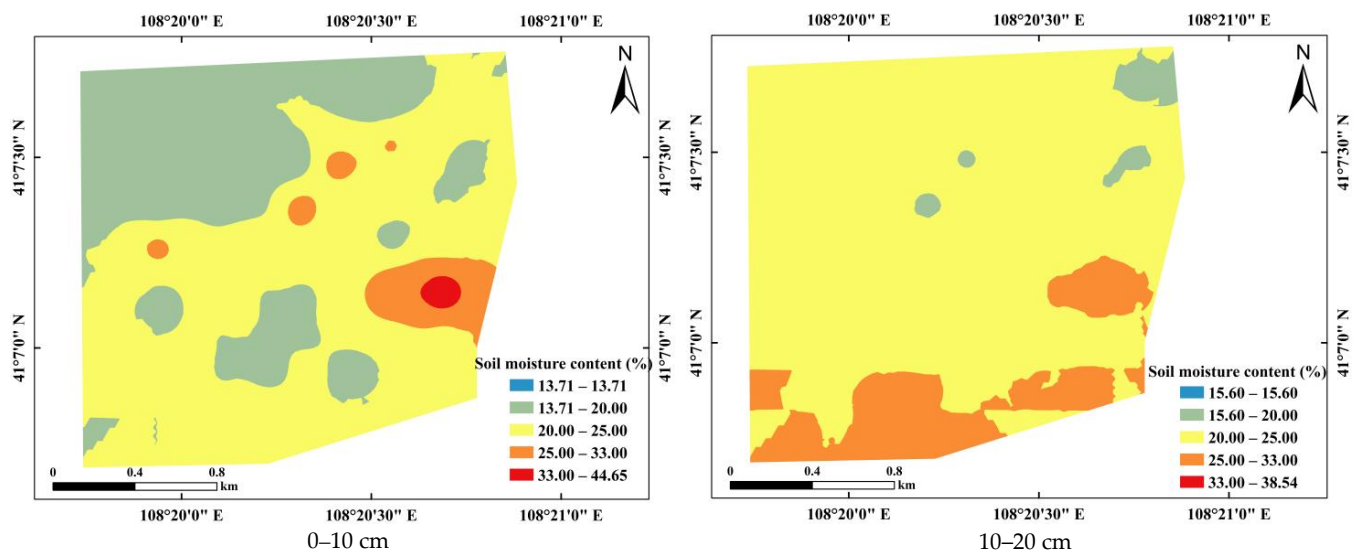 108°20'0" E 108°20'30" E 108°21'0" E
N
41°7'30" N 41°7'30" N
41°7'0" N 41°7'0" N
Soil moisture content (%)
13.71 – 13.71
13.71 – 20.00
20.00 – 25.00
25.00 – 33.00
33.00 – 44.65
0 0.4 0.8
km
108°20'0" E 108°20'30" E 108°21'0" E
0–10 cm
108°20'0" E 108°20'30" E 108°21'0" E
N
41°7'30" N 41°7'30" N
41°7'0" N 41°7'0" N
Soil moisture content (%)
15.60 – 15.60
15.60 – 20.00
20.00 – 25.00
25.00 – 33.00
33.00 – 38.54
0 0.4 0.8
km
108°20'0" E 108°20'30" E 108°21'0" E
10–20 cm